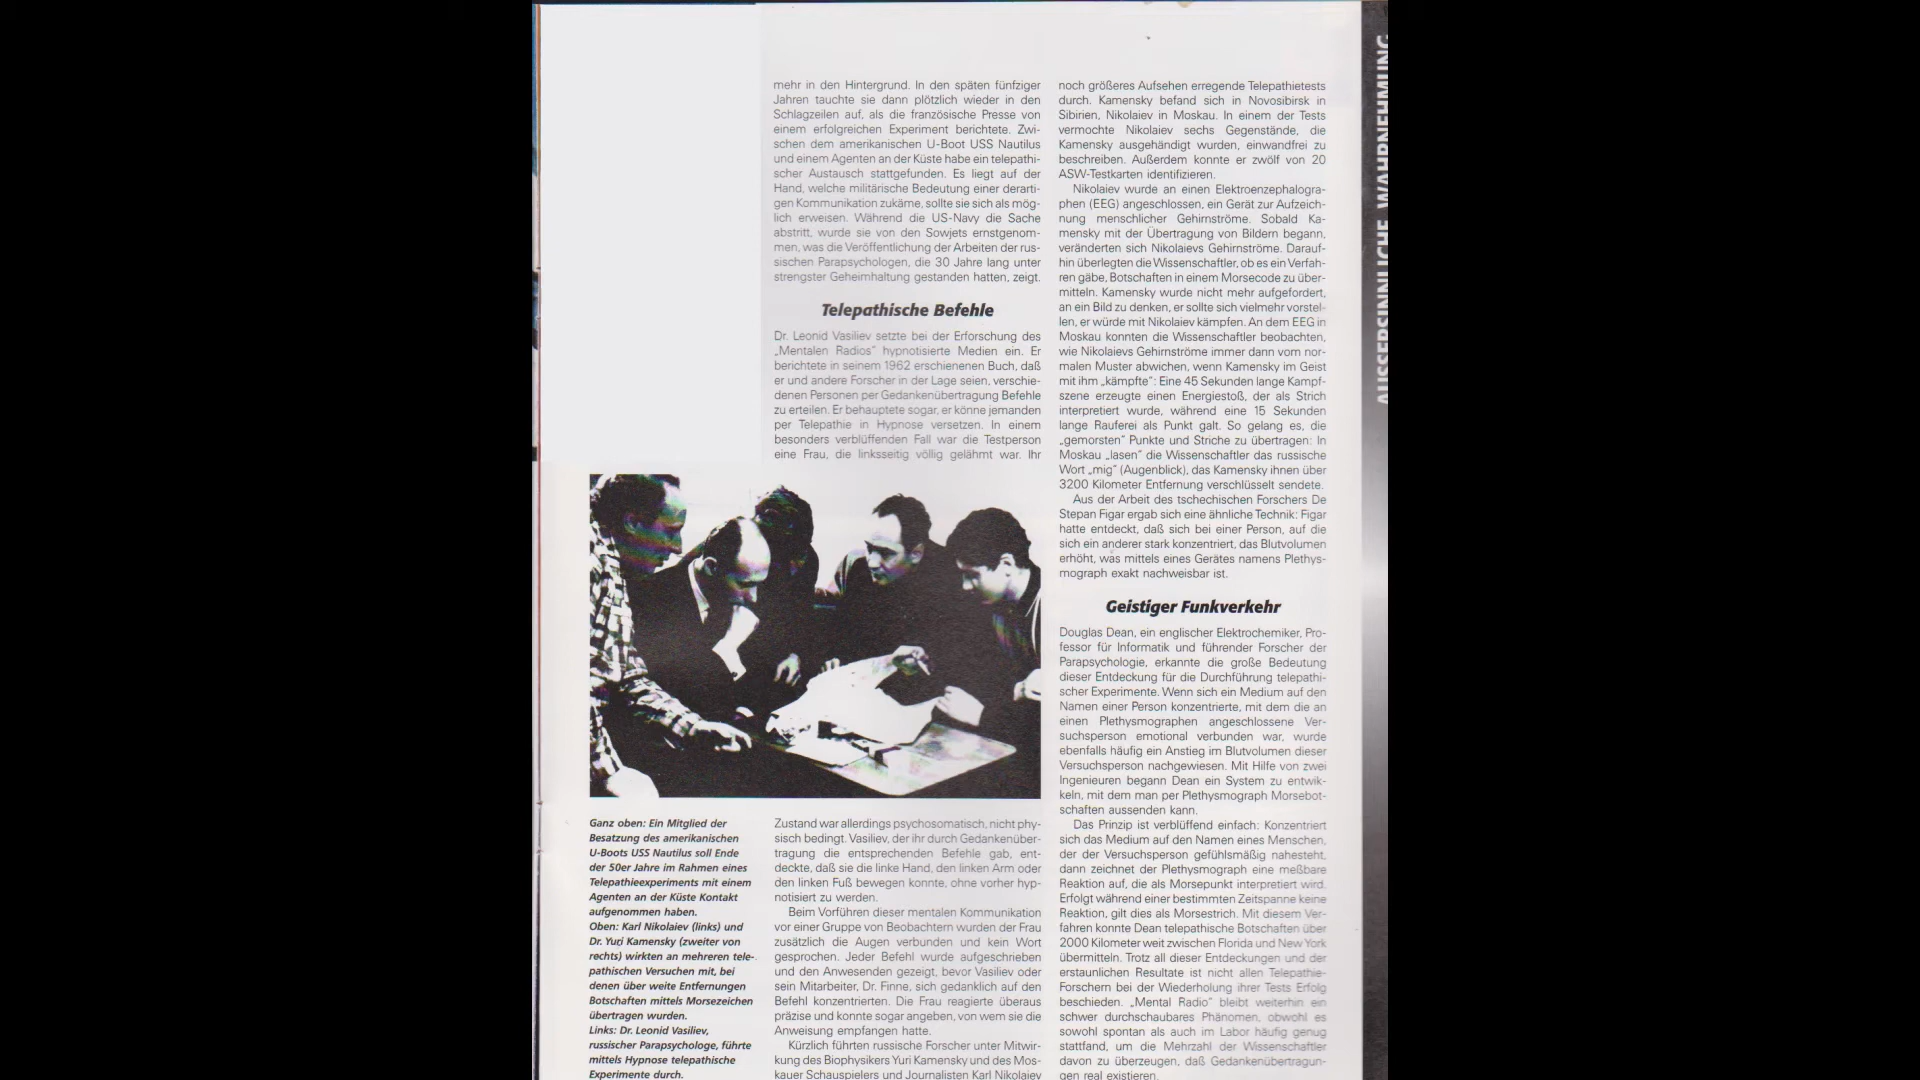 mehr in den Hintergrund. In den späten fünfziger
Jahren tauchte sie dann plötzlich wieder in den
Schlagzeilen auf, als die französische Presse von
einem erfolgreichen Experiment berichtete. Zwi-
schen dem amerikanischen U-Boot USS Nautilus
und einem Agenten an der Küste habe ein telepathi-
scher Austausch stattgefunden. Es liegt auf der
Hand, welche militärische Bedeutung einer derarti-
gen Kommunikation zukäme, sollte sie sich als mög-
lich erweisen. Während die US-Navy die Sache
abstritt, wurde sie von den Sowjets ernstgenom-
men, was die Veröffentlichung der Arbeiten der rus-
sischen Parapsychologen, die 30 Jahre lang unter
strengster Geheimhaltung gestanden hatten, zeigt.
Telepathische Befehle
Dr. Leonid Vasiliev setzte bei der Erforschung des
„Mentalen Radios“ hypnotisierte Medien ein. Er
berichtete in seinem 1962 erschienenen Buch, daß
er und andere Forscher in der Lage seien, verschie-
denen Personen per Gedankenübertragung Befehle
zu erteilen. Er behauptete sogar, er könne jemanden
per Telepathie in Hypnose versetzen. In einem
besonders verblüffenden Fall war die Testperson
eine Frau, die linksseitig völlig gelähmt war. Ihr
Zustand war allerdings psychosomatisch, nicht phy-
sisch bedingt. Vasiliev, der ihr durch Gedankenüber-
tragung die entsprechenden Befehle gab, ent-
deckte, daß sie die linke Hand, den linken Arm oder
den linken Fuß bewegen konnte, ohne vorher hyp-
notisiert zu werden.
Beim Vorführen dieser mentalen Kommunikation
vor einer Gruppe von Beobachtern wurden der Frau
zusätzlich die Augen verbunden und kein Wort
gesprochen. Jeder Befehl wurde aufgeschrieben
und den Anwesenden gezeigt, bevor Vasiliev oder
sein Mitarbeiter, Dr. Finne, sich gedanklich auf den
Befehl konzentrierten. Die Frau reagierte überaus
präzise und konnte sogar angeben, von wem sie die
Anweisung empfangen hatte.
Kürzlich führten russische Forscher unter Mitwir-
kung des Biophysikers Yuri Kamensky und des Mos-
kauer Schauspielers und Journalisten Karl Nikolaiev
noch größeres Aufsehen erregende Telepathietests
durch. Kamensky befand sich in Novosibirsk in
Sibirien, Nikolaiev in Moskau. In einem der Tests
vermochte Nikolaiev sechs Gegenstände, die
Kamensky ausgehändigt wurden, einwandfrei zu
beschreiben. Außerdem konnte er zwölf von 20
ASW-Testkarten identifizieren.
Nikolaiev wurde an einen Elektroenzephalogra-
phen (EEG) angeschlossen, ein Gerät zur Aufzeich-
nung menschlicher Gehirnströme. Sobald Ka-
mensky mit der Übertragung von Bildern begann,
veränderten sich Nikolaievs Gehirnströme. Darauf-
hin überlegten die Wissenschaftler, ob es ein Verfah-
ren gäbe, Botschaften in einem Morsecode zu über-
mitteln. Kamensky wurde nicht mehr aufgefordert,
an ein Bild zu denken, er sollte sich vielmehr vorstel-
len, er würde mit Nikolaiev kämpfen. An dem EEG in
Moskau konnten die Wissenschaftler beobachten,
wie Nikolaievs Gehirnströme immer dann vom nor-
malen Muster abwichen, wenn Kamensky im Geist
mit ihm „kämpfte“: Eine 45 Sekunden lange Kampf-
szene erzeugte einen Energiestoß, der als Strich
interpretiert wurde, während eine 15 Sekunden
lange Rauferei als Punkt galt. So gelang es, die
„gemorsten“ Punkte und Striche zu übertragen: In
Moskau „lasen“ die Wissenschaftler das russische
Wort „mig“ (Augenblick), das Kamensky ihnen über
3200 Kilometer Entfernung verschlüsselt sendete.
Aus der Arbeit des tschechischen Forschers De
Stepan Figar ergab sich eine ähnliche Technik: Figar
hatte entdeckt, daß sich bei einer Person, auf die
sich ein anderer stark konzentriert, das Blutvolumen
erhöht, was mittels eines Gerätes namens Plethys-
mograph exakt nachweisbar ist.
Geistiger Funkverkehr
Douglas Dean, ein englischer Elektrochemiker, Pro-
fessor für Informatik und führender Forscher der
Parapsychologie, erkannte die große Bedeutung
dieser Entdeckung für die Durchführung telepathi-
scher Experimente. Wenn sich ein Medium auf den
Namen einer Person konzentrierte, mit dem die an
einen Plethysmographen angeschlossene Ver-
suchsperson emotional verbunden war, wurde
ebenfalls häufig ein Anstieg im Blutvolumen dieser
Versuchsperson nachgewiesen. Mit Hilfe von zwei
Ingenieuren begann Dean ein System zu entwik-
keln, mit dem man per Plethysmograph Morsebot-
schaften aussenden kann.
Das Prinzip ist verblüffend einfach: Konzentriert
sich das Medium auf den Namen eines Menschen,
der der Versuchsperson gefühlsmäßig nahesteht,
dann zeichnet der Plethysmograph eine meßbare
Reaktion auf, die als Morsepunkt interpretiert wird.
Erfolgt während einer bestimmten Zeitspanne keine
Reaktion, gilt dies als Morsestrich. Mit diesem Ver-
fahren konnte Dean telepathische Botschaften über
2000 Kilometer weit zwischen Florida und New York
übermitteln. Trotz all dieser Entdeckungen und der
erstaunlichen Resultate ist nicht allen Telepathie-
Forschern bei der Wiederholung ihrer Tests Erfolg
beschieden. „Mental Radio“ bleibt weiterhin ein
schwer durchschaubares Phänomen, obwohl es
sowohl spontan als auch im Labor häufig genug
stattfand, um die Mehrzahl der Wissenschaftler
davon zu überzeugen, daß Gedankenübertragun-
gen real existieren.
Ganz oben: Ein Mitglied der
Besatzung des amerikanischen
U-Boots USS Nautilus soll Ende
der 50er Jahre im Rahmen eines
Telepathieexperiments mit einem
Agenten an der Küste Kontakt
aufgenommen haben.
Oben: Karl Nikolaiev (links) und
Dr. Yuri Kamensky (zweiter von
rechts) wirkten an mehreren tele-
pathischen Versuchen mit, bei
denen über weite Entfernungen
Botschaften mittels Morsezeichen
übertragen wurden.
Links: Dr. Leonid Vasiliev,
russischer Parapsychologe, führte
mittels Hypnose telepathische
Experimente durch.
AUSSERSINNLICHE WAHRNEHMUNG